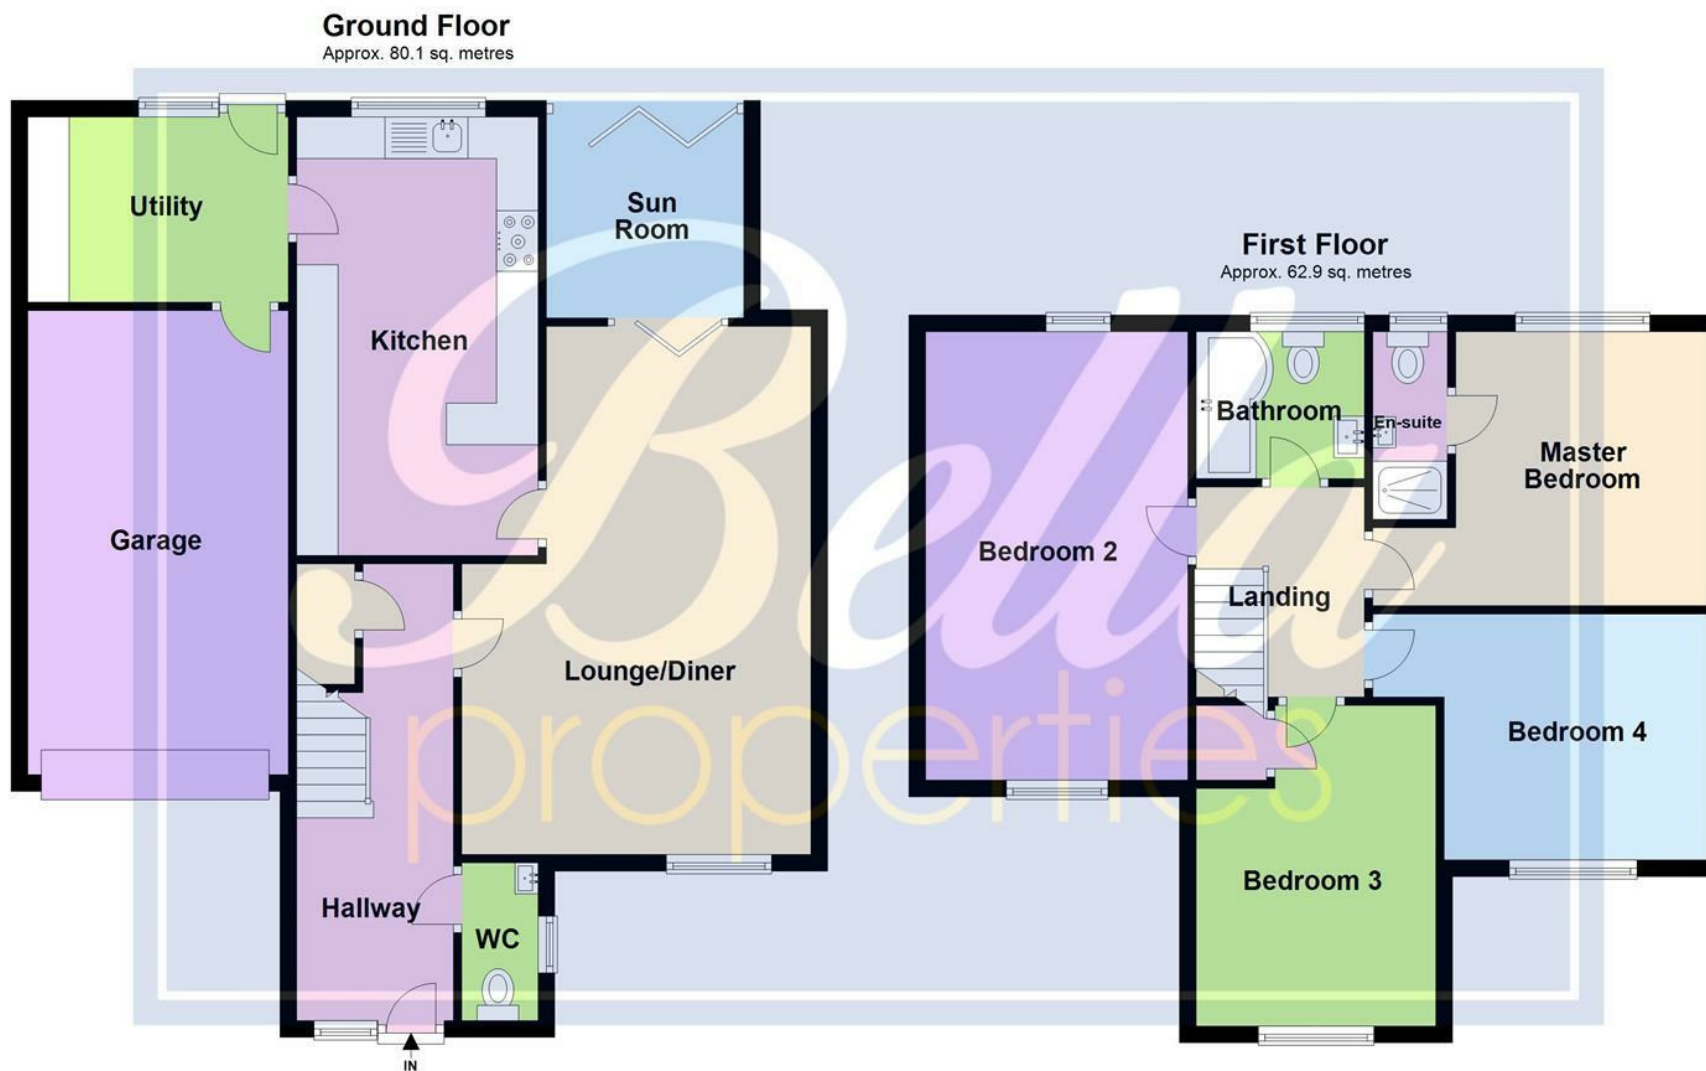 Ground Floor
Approx. 80.1 sq. metres
Utility
Sun
Room
Kitchen
Garage
Lounge/Diner
Hallway
WC
IN
First Floor
Approx. 62.9 sq. metres
Bathroom
En-suite
Master
Bedroom
Bedroom 2
Landing
Bedroom 4
Bedroom 3
Bella
properties